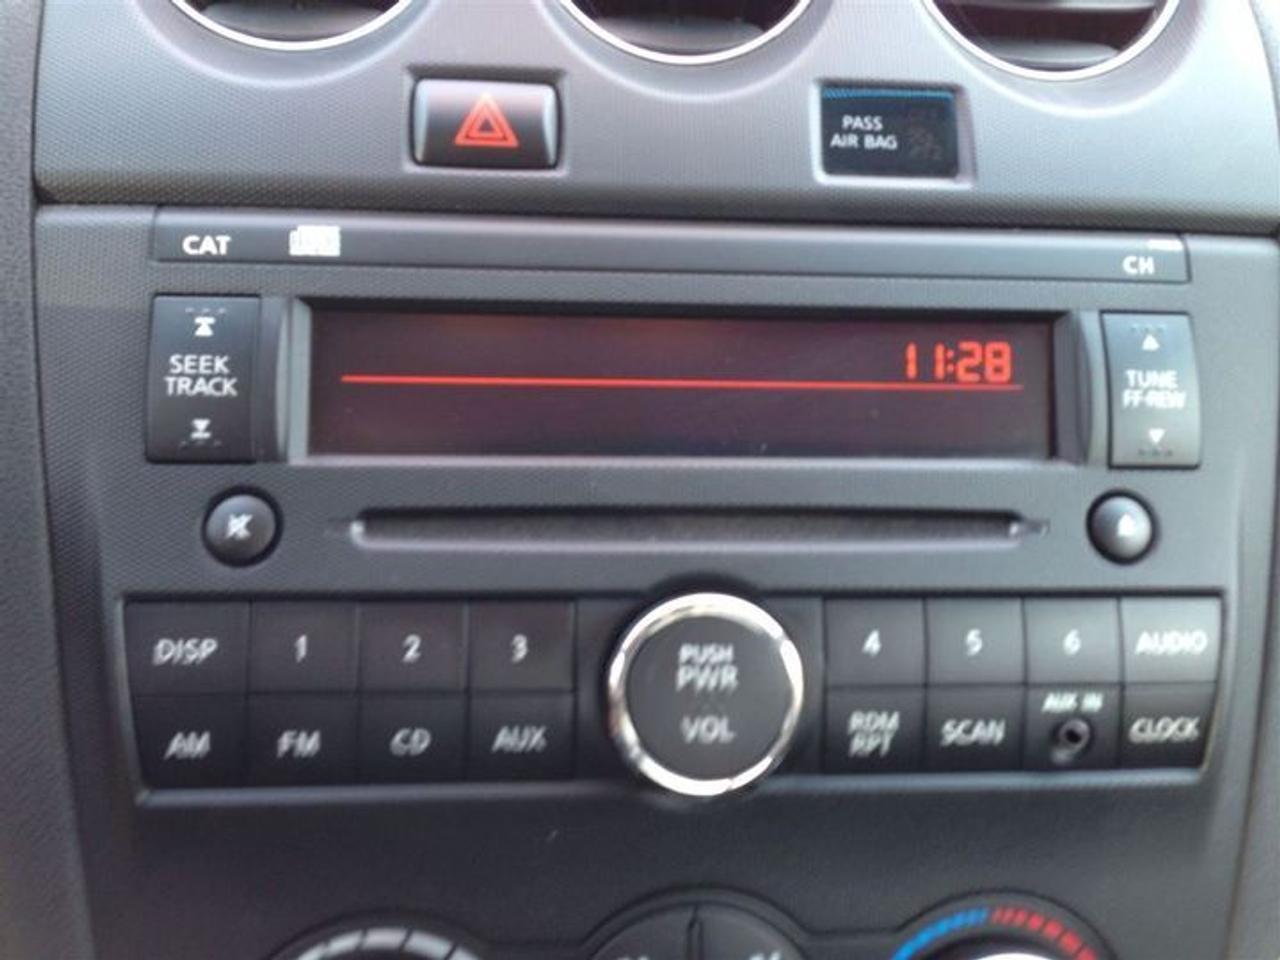 PASS
AIR BAG
CAT
CH
SEEK
TRACK
11:28
TUNE
FF-REW
DISP
1
2
3
PUSH
PWR
VOL
4
5
6
AUDIO
AM
FM
CD
AUX
RDM
RPT
SCAN
AUX IN
CLOCK